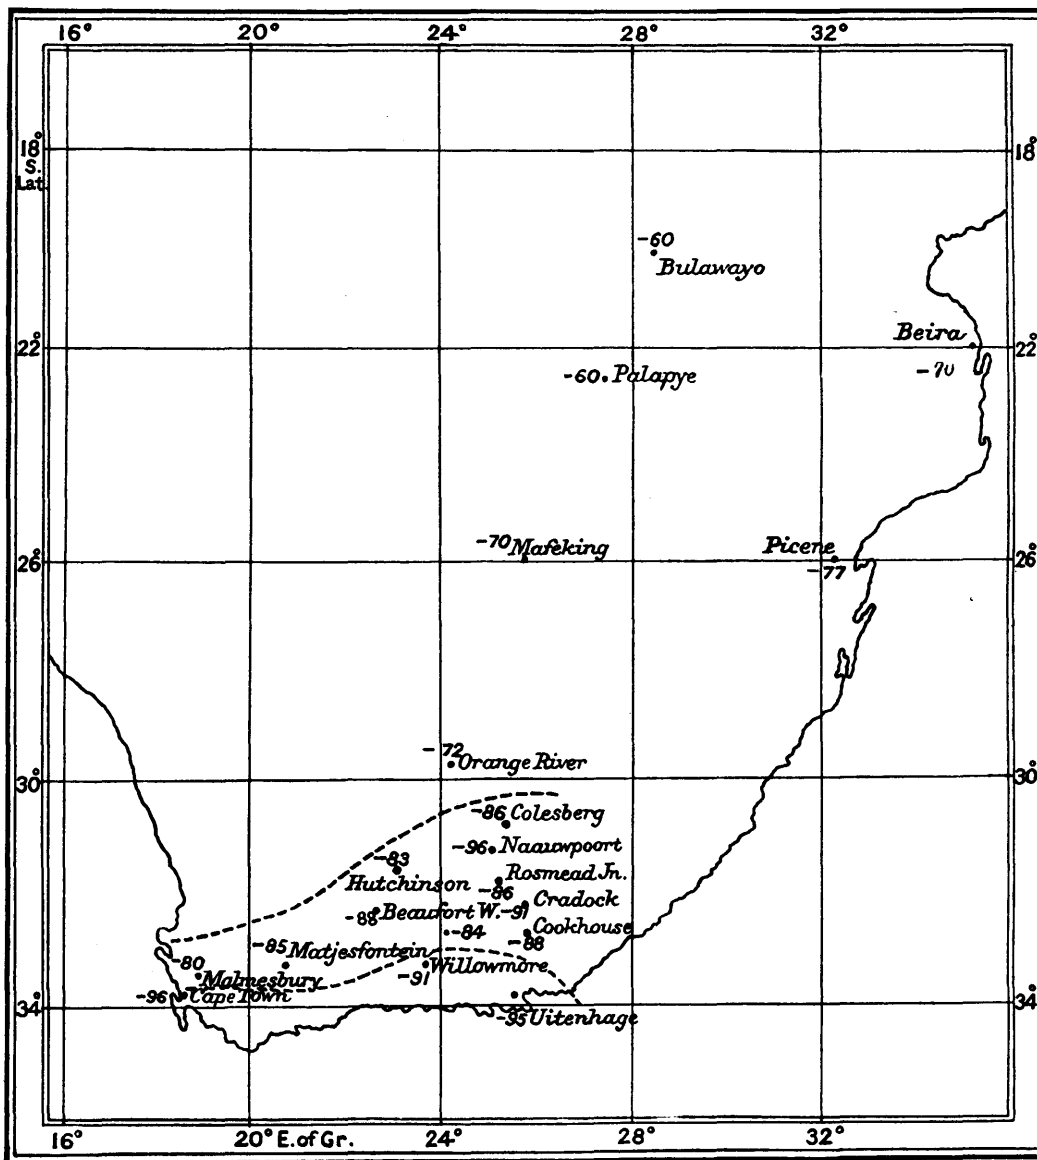 16° 20° 24° 28° 32°
18°
S.
Lat.
18°
-60
Bulawayo
Beira
22°
22°
-70
-60 Palapye
-70 Mafeking
Picene
26°
26°
-77
-72
Orange River
30°
30°
-86 Colesberg
-96 Naauwpoort
-83
Rosmead Jn.
Hutchinson
-86
Cradock
-88 Beaufort W. -91
-84
Cookhouse
-88
-85 Matjesfontein
-80
Willowmore
-91
Malmesbury
-96 Cape Town
34°
34°
-95 Uitenhage
16° 20° E. of Gr. 24° 28° 32°